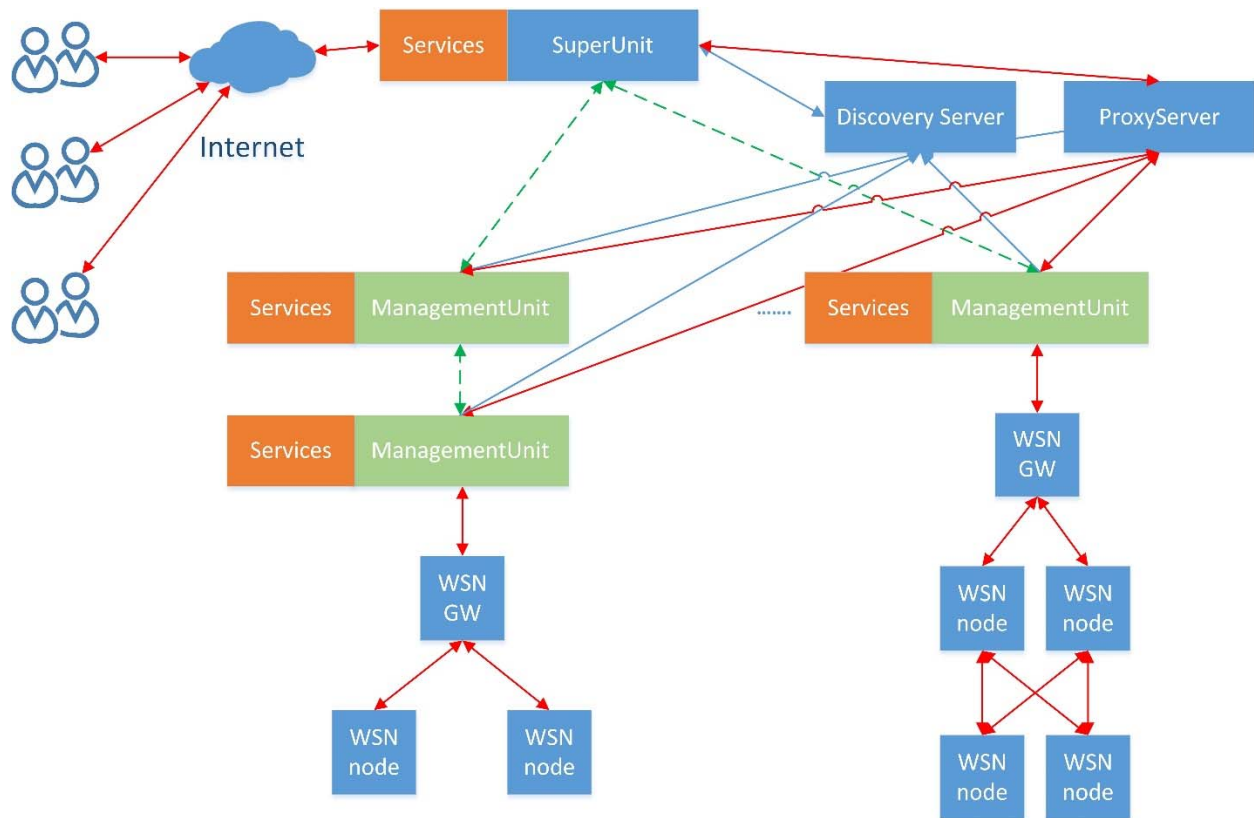 Services
SuperUnit
Discovery Server
ProxyServer
Internet
Services
ManagementUnit
.......
Services
ManagementUnit
Services
ManagementUnit
WSN
GW
WSN
GW
WSN
node
WSN
node
WSN
node
WSN
node
WSN
node
WSN
node